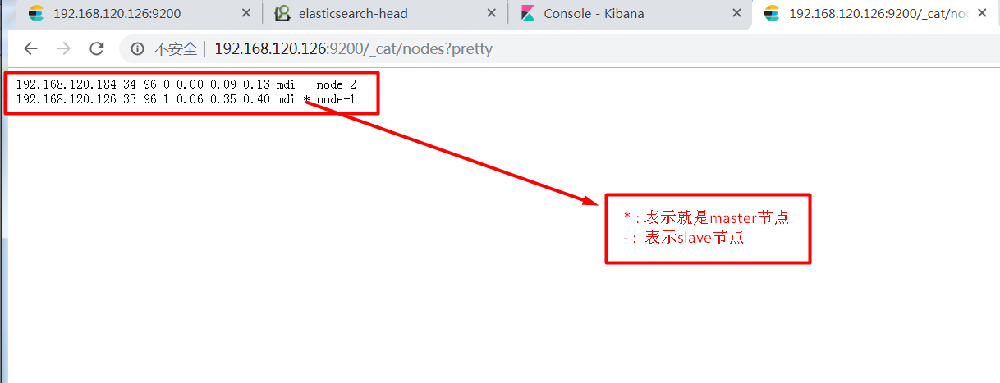 192.168.120.126:9200
elasticsearch-head
Console - Kibana
192.168.120.126:9200/_cat/no
不安全 | 192.168.120.126:9200/_cat/nodes?pretty
192.168.120.184 34 96 0 0.00 0.09 0.13 mdi - node-2
192.168.120.126 33 96 1 0.06 0.35 0.40 mdi * node-1
* : 表示就是master节点
- : 表示slave节点